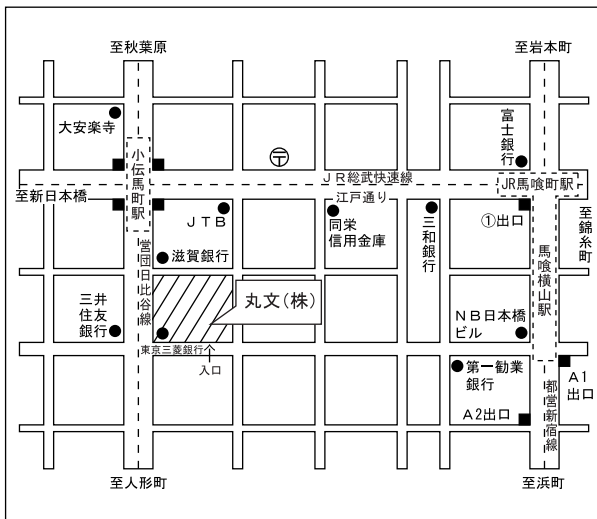 至秋葉原
至岩本町
大安楽寺
小伝馬町駅
〒
富士
銀行
JR総武快速線
JR馬喰町駅
至新日本橋
江戸通り
JTB
同栄
信用金庫
三和銀行
①出口
至錦糸町
営団日比谷線
滋賀銀行
馬喰横山駅
三井
住友
銀行
丸文(株)
NB日本橋
ビル
東京三菱銀行
入口
第一勧業
銀行
A1
出口
A2出口
都営新宿線
至人形町
至浜町